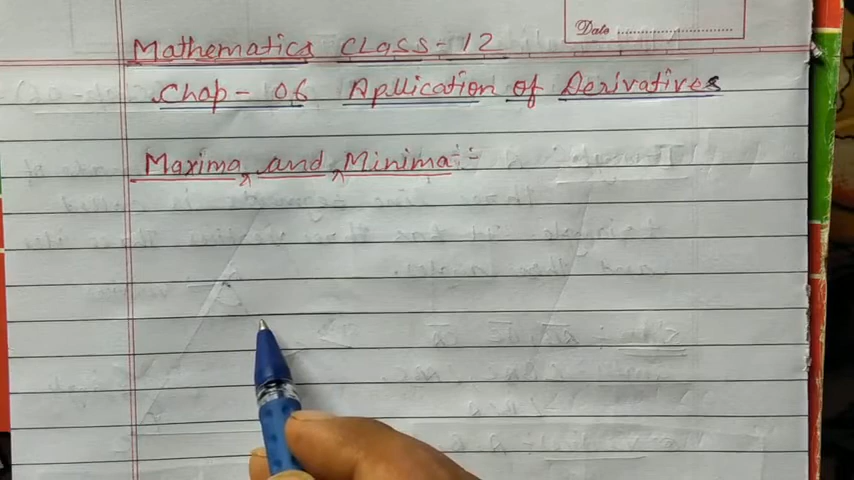 Date
Mathematics Class-12
Chap-06 Application of Derivatives
Maxima and Minima:-